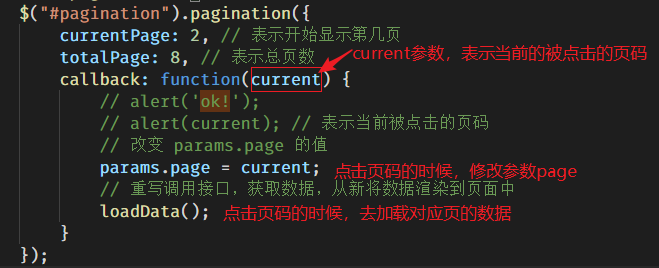 $("#pagination").pagination({
currentPage: 2, // 表示开始显示第几页
totalPage: 8, // 表示总页数
current参数，表示当前的被点击的页码
callback: function(current) {
// alert('ok!');
// alert(current); // 表示当前被点击的页码
// 改变 params.page 的值
params.page = current; 点击页码的时候，修改参数page
// 重写调用接口，获取数据，从新将数据渲染到页面中
loadData(); 点击页码的时候，去加载对应页的数据
}
});